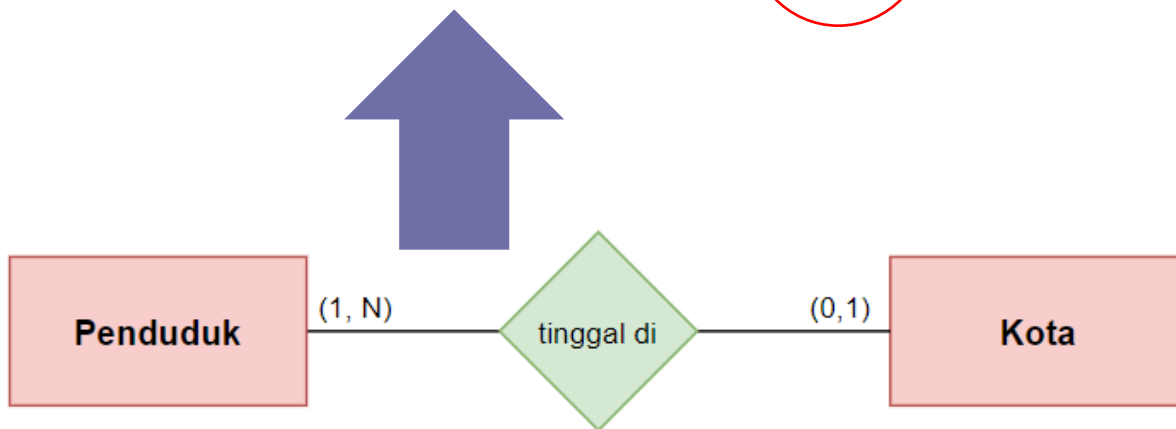 Penduduk
(1, N)
tinggal di
(0,1)
Kota